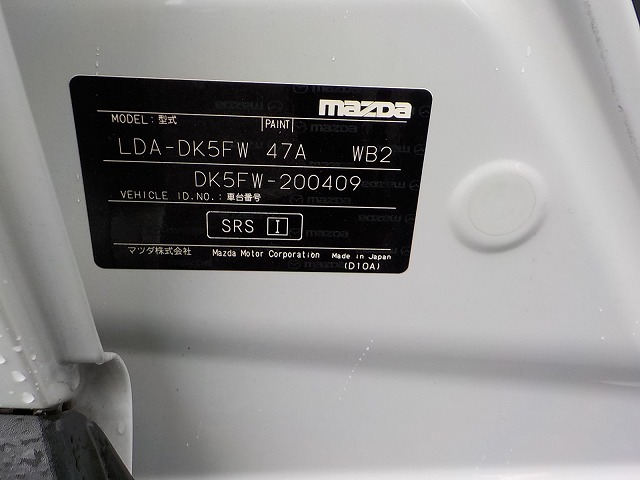 mazda
MODEL: 型式 PAINT
LDA-DK5FW 47A WB2
DK5FW-200409
VEHICLE ID.NO.: 車台番号
SRS I
マツダ株式会社 Mazda Motor Corporation Made in Japan
(D10A)